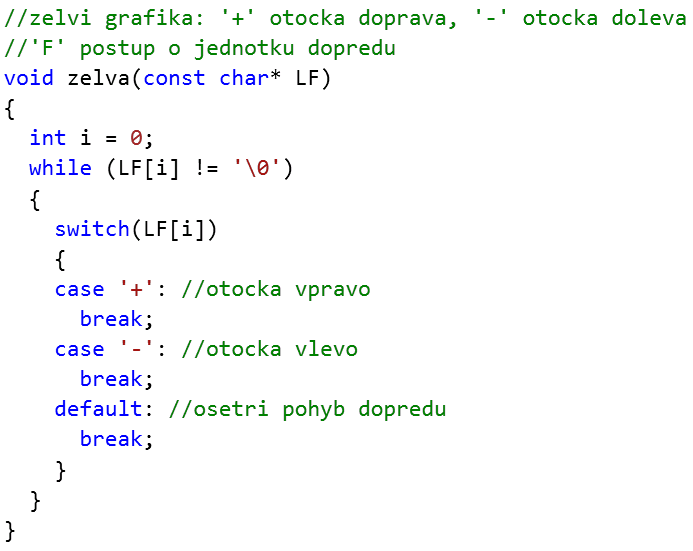 //zelvi grafika: '+' otocka doprava, '-' otocka doleva
//'F' postup o jednotku dopredu
void zelva(const char* LF)
{
  int i = 0;
  while (LF[i] != '\0')
  {
    switch(LF[i])
    {
    case '+': //otocka vpravo
      break;
    case '-': //otocka vlevo
      break;
    default: //osetri pohyb dopredu
      break;
    }
  }
}